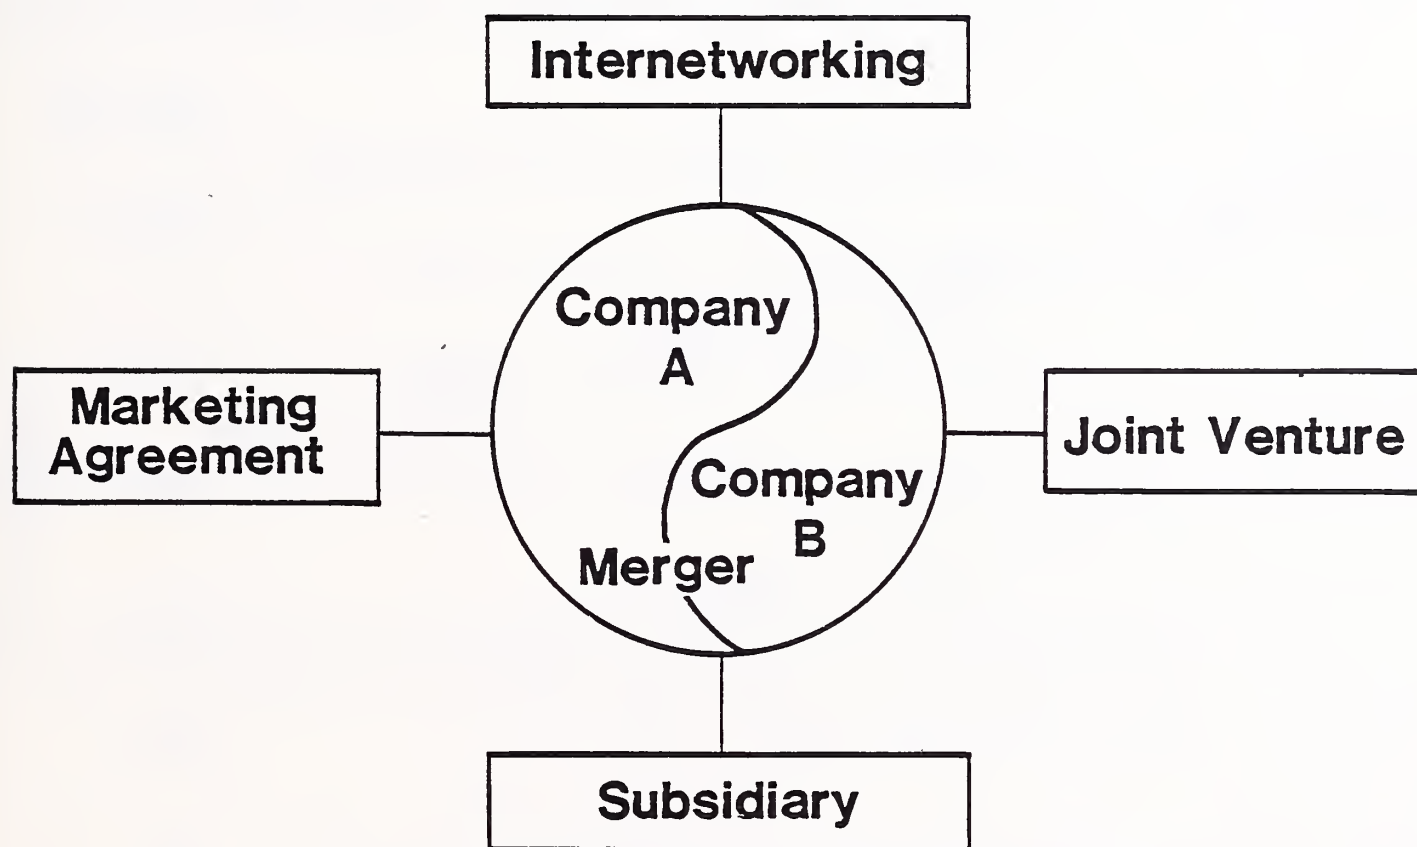 Internetworking
Company
A
Marketing
Agreement
Joint Venture
Company
B
Merger
Subsidiary